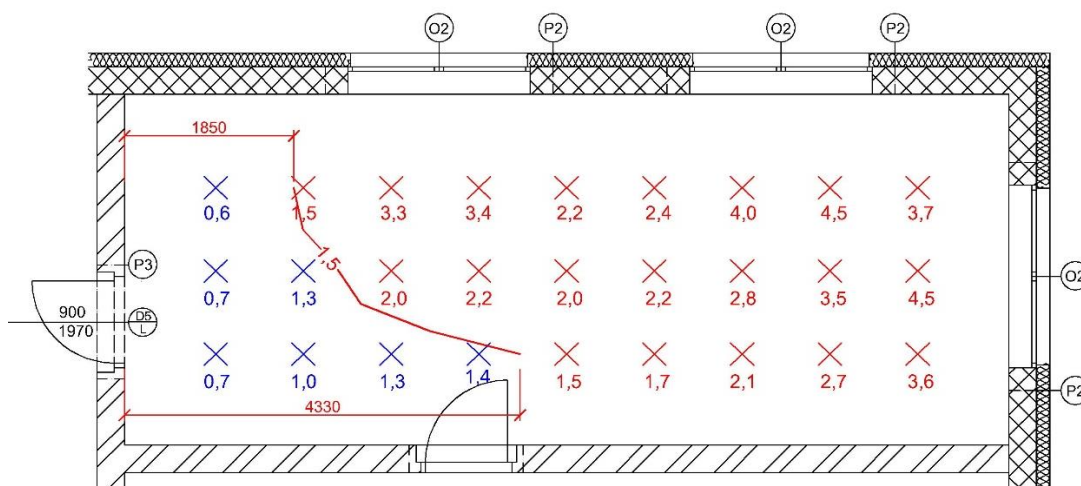 O2 P2 O2 P2
1850
0,6 1,5 3,3 3,4 2,2 2,4 4,0 4,5 3,7
1,5
P3
O2
0,7 1,3 2,0 2,2 2,0 2,2 2,8 3,5 4,5
900 D5
1970 L
0,7 1,0 1,3 1,4 1,5 1,7 2,1 2,7 3,6
P2
4330